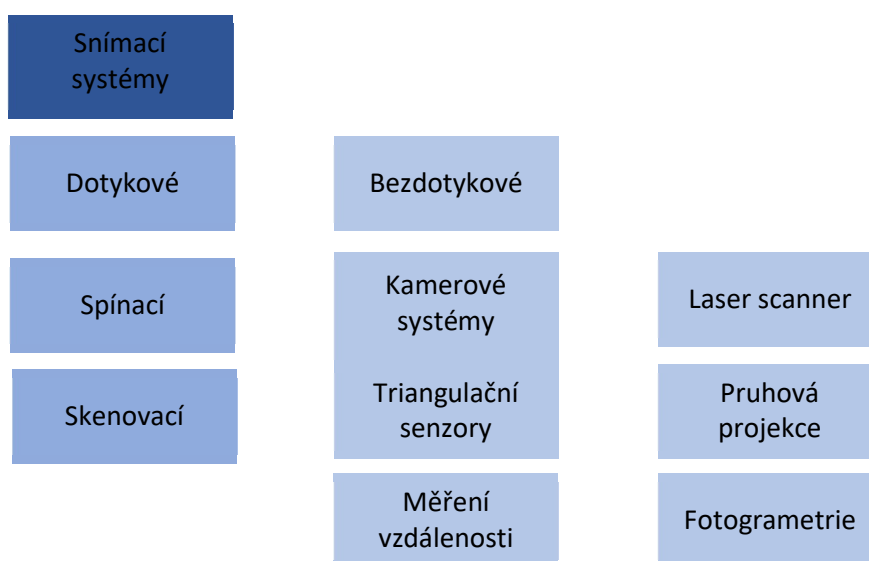 Snímací
systémy
Dotykové
Bezdotykové
Spínací
Kamerové
systémy
Laser scanner
Skenovací
Triangulační
senzory
Pruhová
projekce
Měření
vzdálenosti
Fotogrametrie